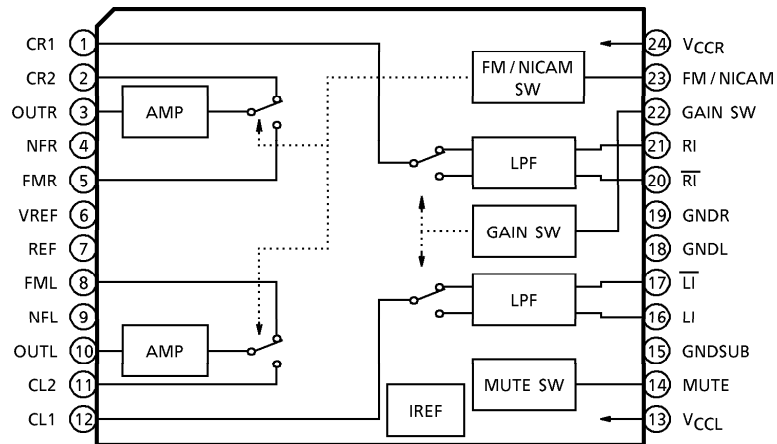 CR1 1
CR2 2
OUTR 3
NFR 4
FMR 5
VREF 6
REF 7
FML 8
NFL 9
OUTL 10
CL2 11
CL1 12
AMP
AMP
FM / NICAM
SW
LPF
GAIN SW
LPF
MUTE SW
IREF
24 VCCR
23 FM / NICAM
22 GAIN SW
21 RI
20 R̅I̅
19 GNDR
18 GNDL
17 L̅I̅
16 LI
15 GNDSUB
14 MUTE
13 VCCL